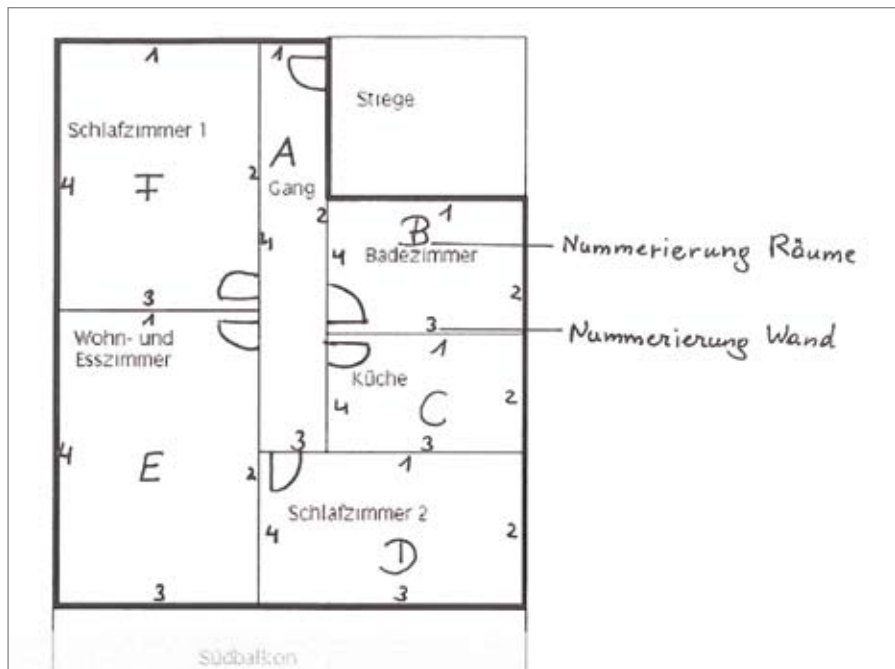 1
1
Stiege
Schlafzimmer 1
A
2
4
F
Gang
2
1
B
Nummerierung Räume
4
4
Badezimmer
2
3
1
3
Nummerierung Wand
Wohn- und
Esszimmer
1
Küche
4
C
2
3
3
4
E
2
1
Schlafzimmer 2
4
2
D
3
3
Südbalkon